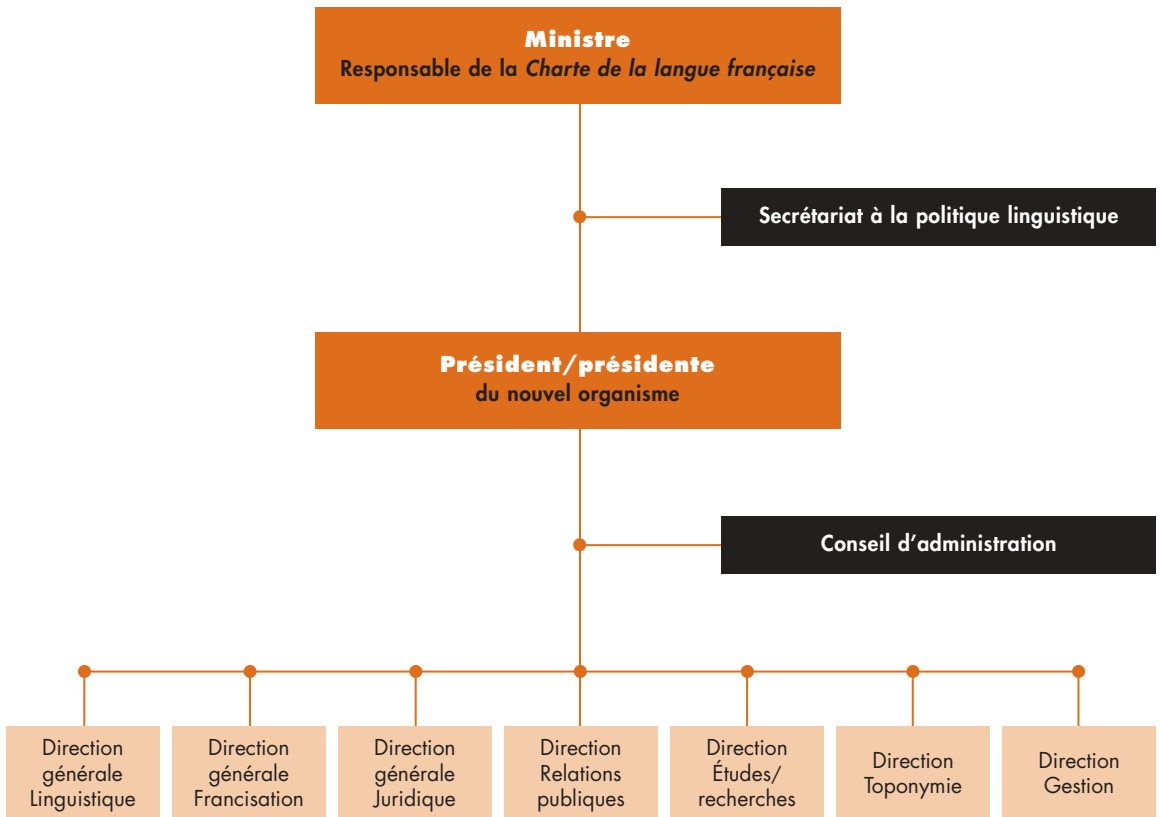 Ministre
Responsable de la Charte de la langue française
Secrétariat à la politique linguistique
Président/présidente
du nouvel organisme
Conseil d’administration
Direction
générale
Linguistique
Direction
générale
Francisation
Direction
générale
Juridique
Direction
Relations
publiques
Direction
Études/
recherches
Direction
Toponymie
Direction
Gestion